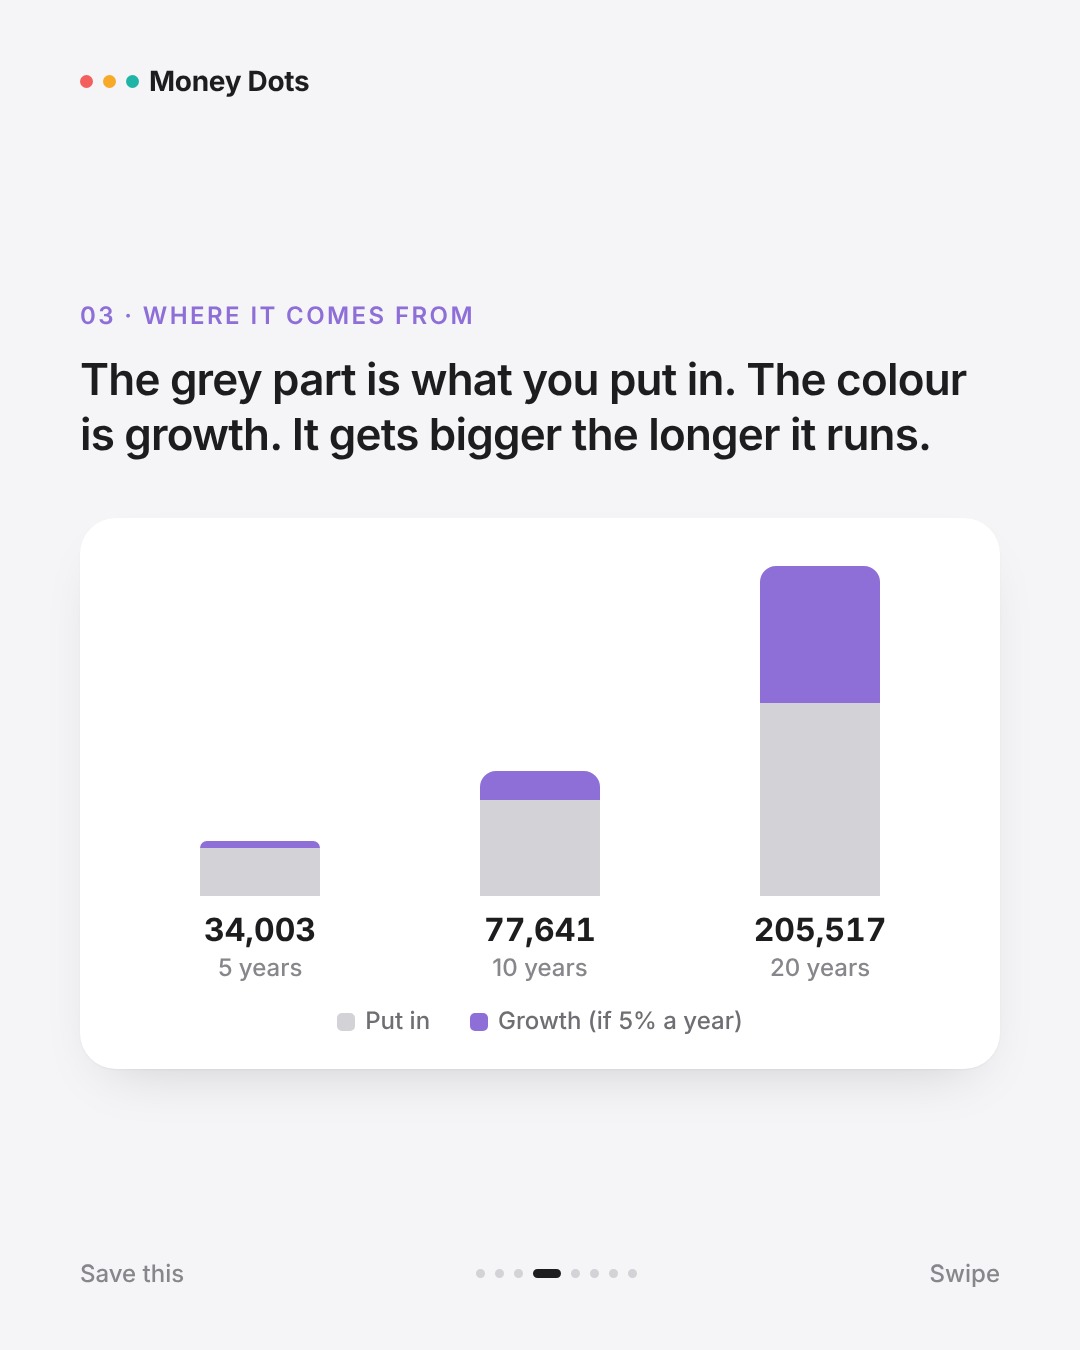 Money Dots
03 · WHERE IT COMES FROM
The grey part is what you put in. The colour
is growth. It gets bigger the longer it runs.
34,003
5 years
77,641
10 years
205,517
20 years
Put in
Growth (if 5% a year)
Save this
Swipe